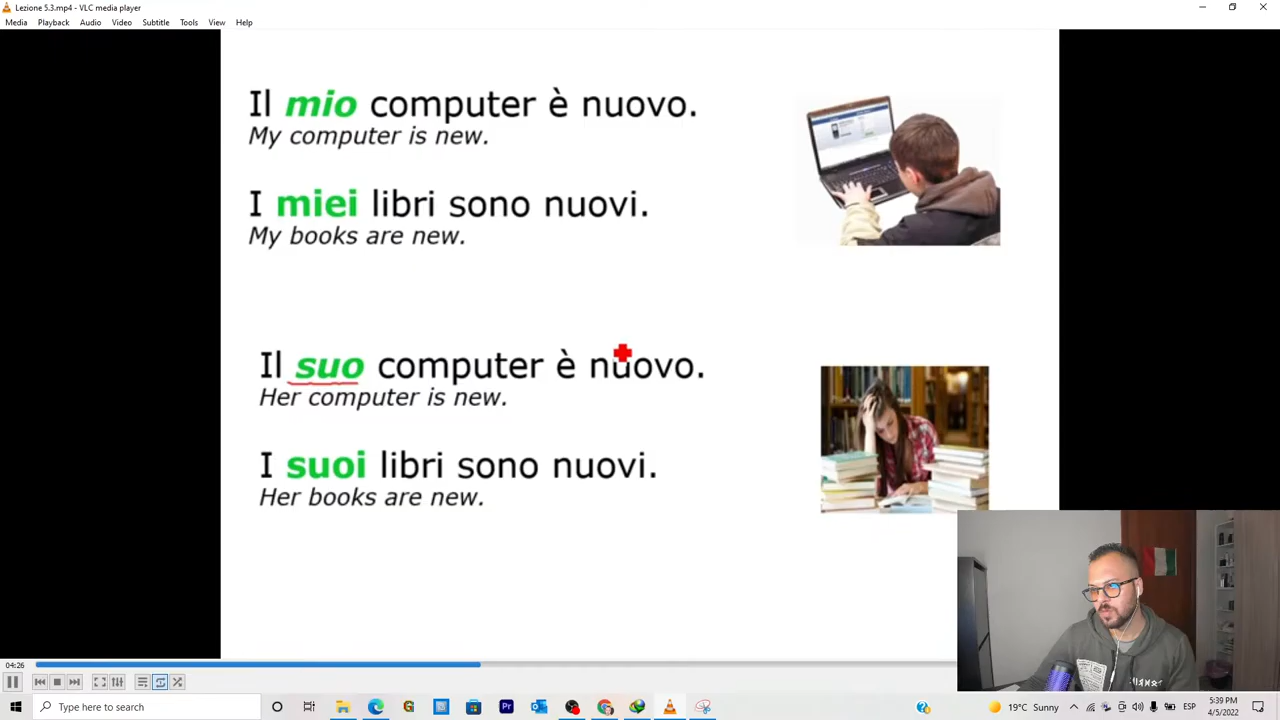 Lezione 5.3.mp4 - VLC media player
Media Playback Audio Video Subtitle Tools View Help
Il mio computer è nuovo.
My computer is new.
I miei libri sono nuovi.
My books are new.
Il suo computer è nuovo.
Her computer is new.
I suoi libri sono nuovi.
Her books are new.
04:26
Type here to search
19°C Sunny
ESP
5:39 PM
4/5/2022